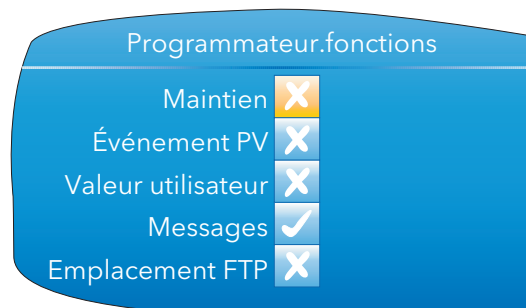 Programmateur.fonctions
Maintien
Événement PV
Valeur utilisateur
Messages
Emplacement FTP